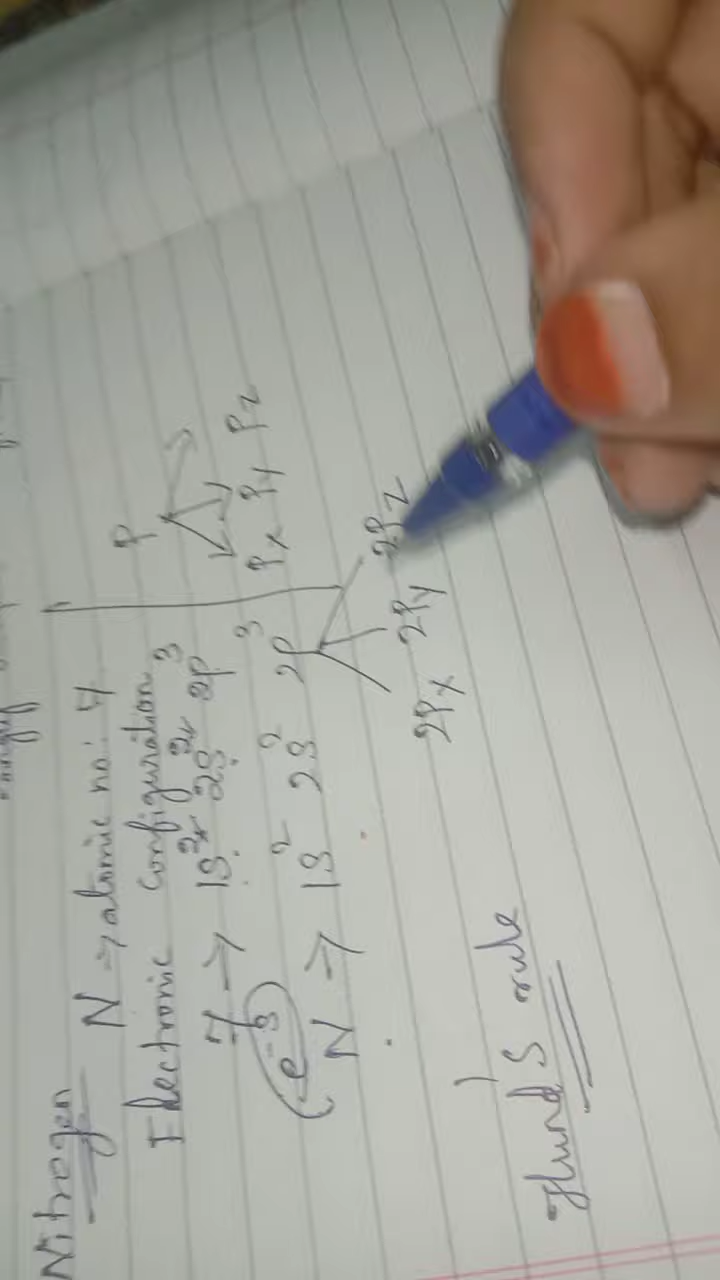 Nitrogen
N → atomic no. 7
Electronic configuration
7 → 1S² 2S² 2p³
(e⁻s)
N → 1S² 2S² 2p³
2Px 2Py 2Pz
P
Px Py Pz
Hund's rule